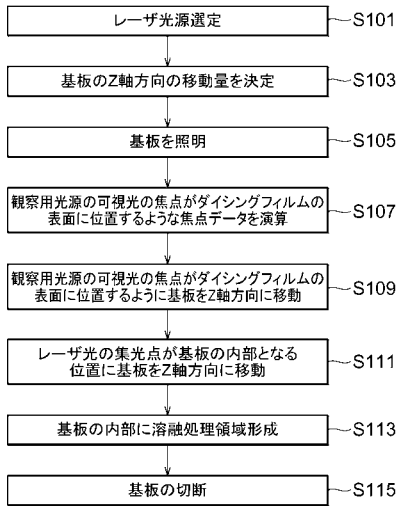 レーザ光源選定
S101
基板のZ軸方向の移動量を決定
S103
基板を照明
S105
観察用光源の可視光の焦点がダイシングフィルムの
表面に位置するような焦点データを演算
S107
観察用光源の可視光の焦点がダイシングフィルムの
表面に位置するように基板をZ軸方向に移動
S109
レーザ光の集光点が基板の内部となる
位置に基板をZ軸方向に移動
S111
基板の内部に溶融処理領域形成
S113
基板の切断
S115